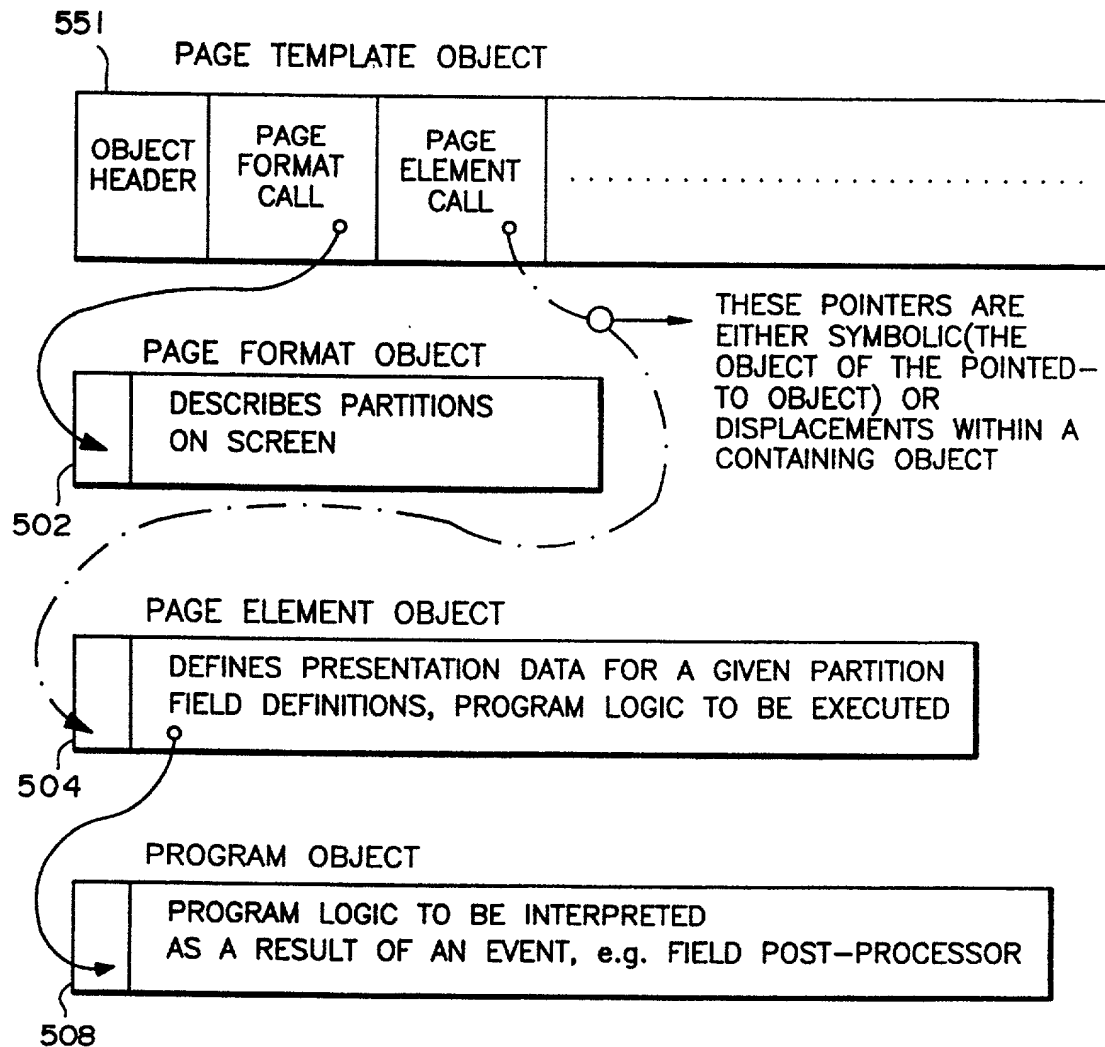 551
PAGE TEMPLATE OBJECT
OBJECT
HEADER
PAGE
FORMAT
CALL
PAGE
ELEMENT
CALL
THESE POINTERS ARE
EITHER SYMBOLIC(THE
OBJECT OF THE POINTED–
TO OBJECT) OR
DISPLACEMENTS WITHIN A
CONTAINING OBJECT
PAGE FORMAT OBJECT
DESCRIBES PARTITIONS
ON SCREEN
502
PAGE ELEMENT OBJECT
DEFINES PRESENTATION DATA FOR A GIVEN PARTITION
FIELD DEFINITIONS, PROGRAM LOGIC TO BE EXECUTED
504
PROGRAM OBJECT
PROGRAM LOGIC TO BE INTERPRETED
AS A RESULT OF AN EVENT, e.g. FIELD POST–PROCESSOR
508